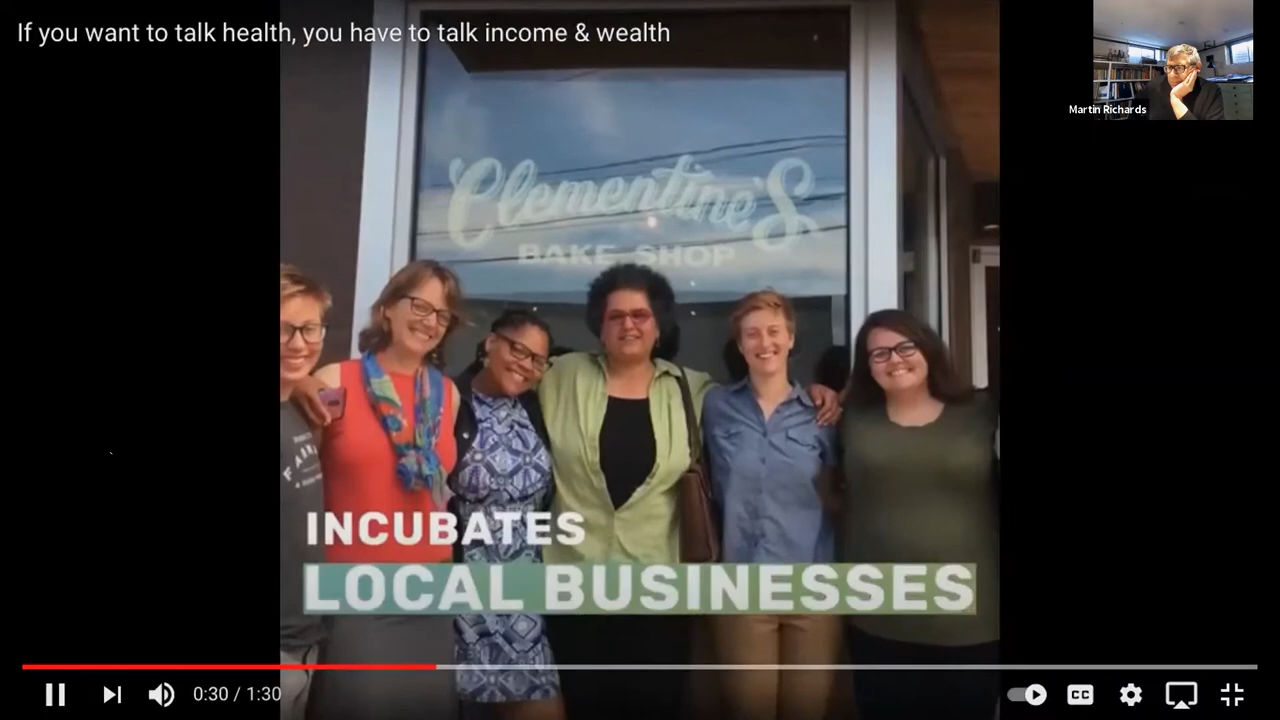 If you want to talk health, you have to talk income & wealth
Martin Richards
Clementine's
BAKE SHOP
INCUBATES
LOCAL BUSINESSES
0:30 / 1:30
CC